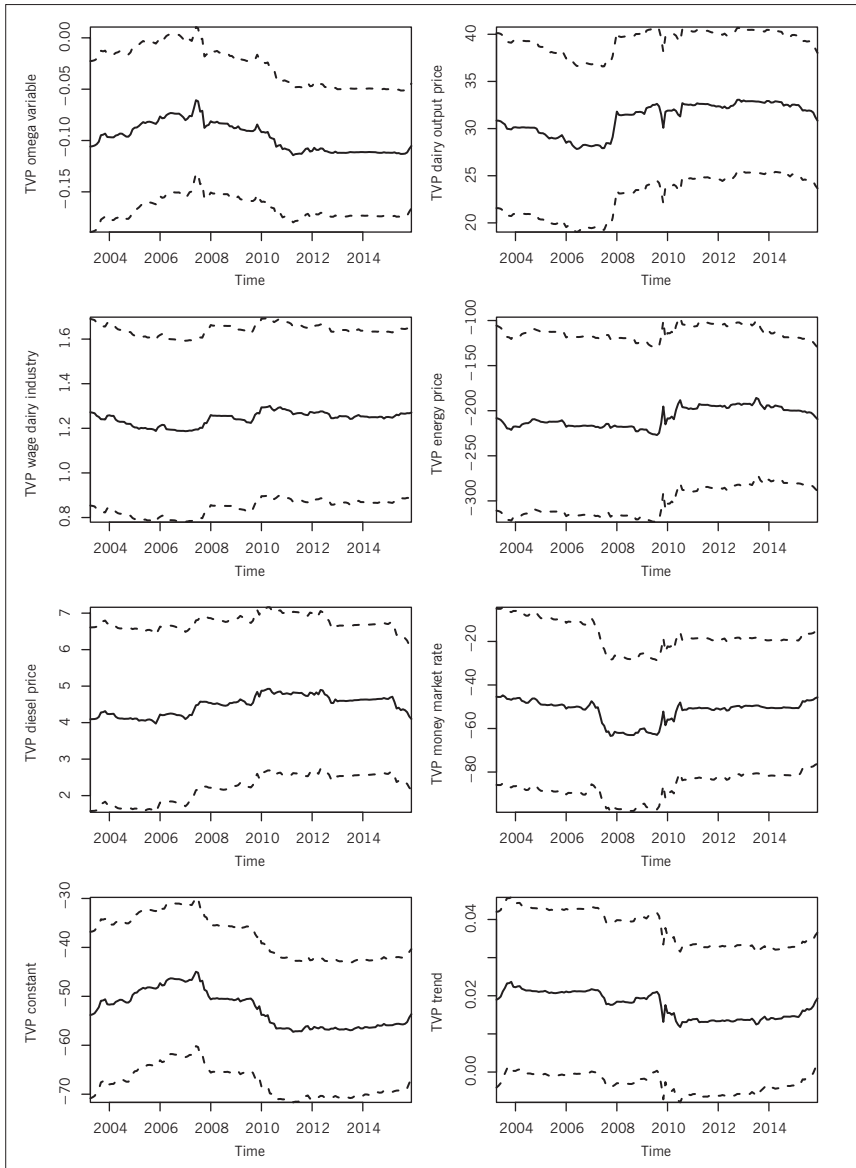 TVP omega variable
0.00
−0.05
−0.10
−0.15
2004 2006 2008 2010 2012 2014
Time
TVP dairy output price
40
35
30
25
20
2004 2006 2008 2010 2012 2014
Time
TVP wage dairy industry
1.6
1.4
1.2
1.0
0.8
2004 2006 2008 2010 2012 2014
Time
TVP energy price
−100
−150
−200
−250
−300
2004 2006 2008 2010 2012 2014
Time
TVP diesel price
7
6
5
4
3
2
2004 2006 2008 2010 2012 2014
Time
TVP money market rate
−20
−40
−60
−80
2004 2006 2008 2010 2012 2014
Time
TVP constant
−30
−40
−50
−60
−70
2004 2006 2008 2010 2012 2014
Time
TVP trend
0.04
0.02
0.00
2004 2006 2008 2010 2012 2014
Time